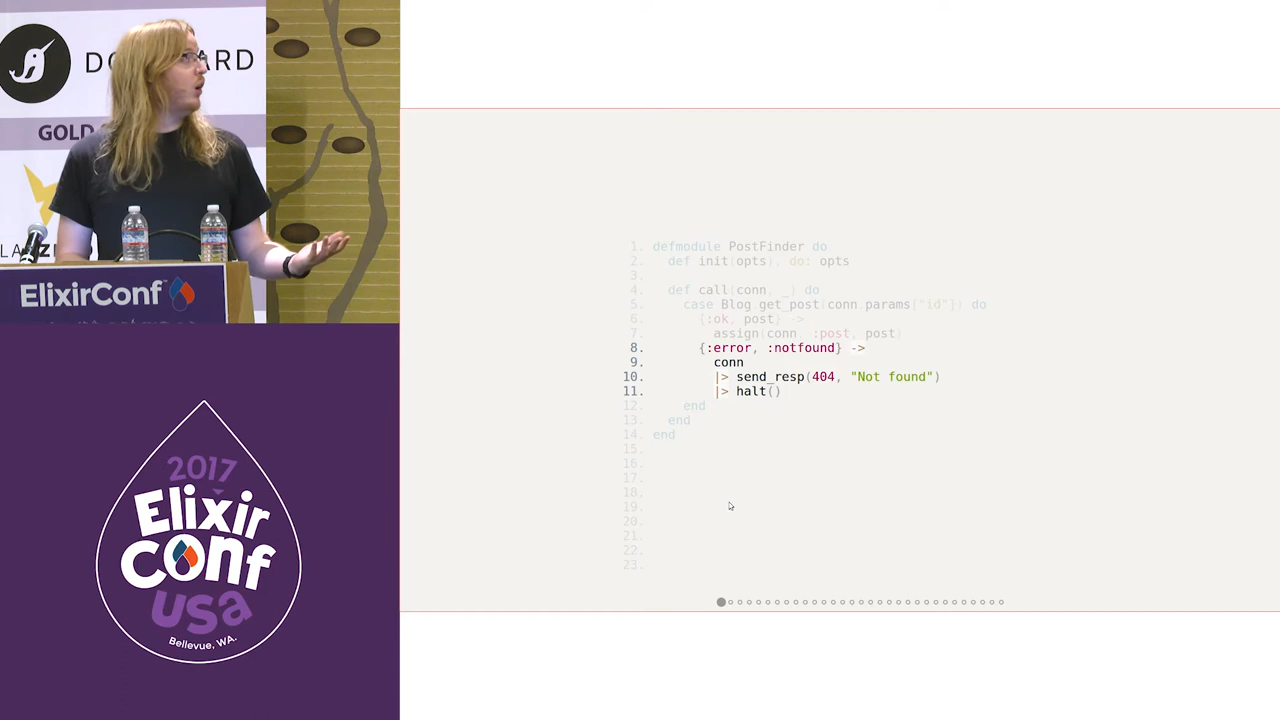 DO ARD
GOLD
LA ZI
ElixirConf™
2017
Elixir
conf
usa
Bellevue, WA.
1. defmodule PostFinder do
2. def init(opts), do: opts
3.
4. def call(conn, _) do
5. case Blog.get_post(conn.params["id"]) do
6. {:ok, post} ->
7. assign(conn, :post, post)
8. {:error, :notfound} ->
9. conn
10. |> send_resp(404, "Not found")
11. |> halt()
12. end
13. end
14. end
15.
16.
17.
18.
19.
20.
21.
22.
23.